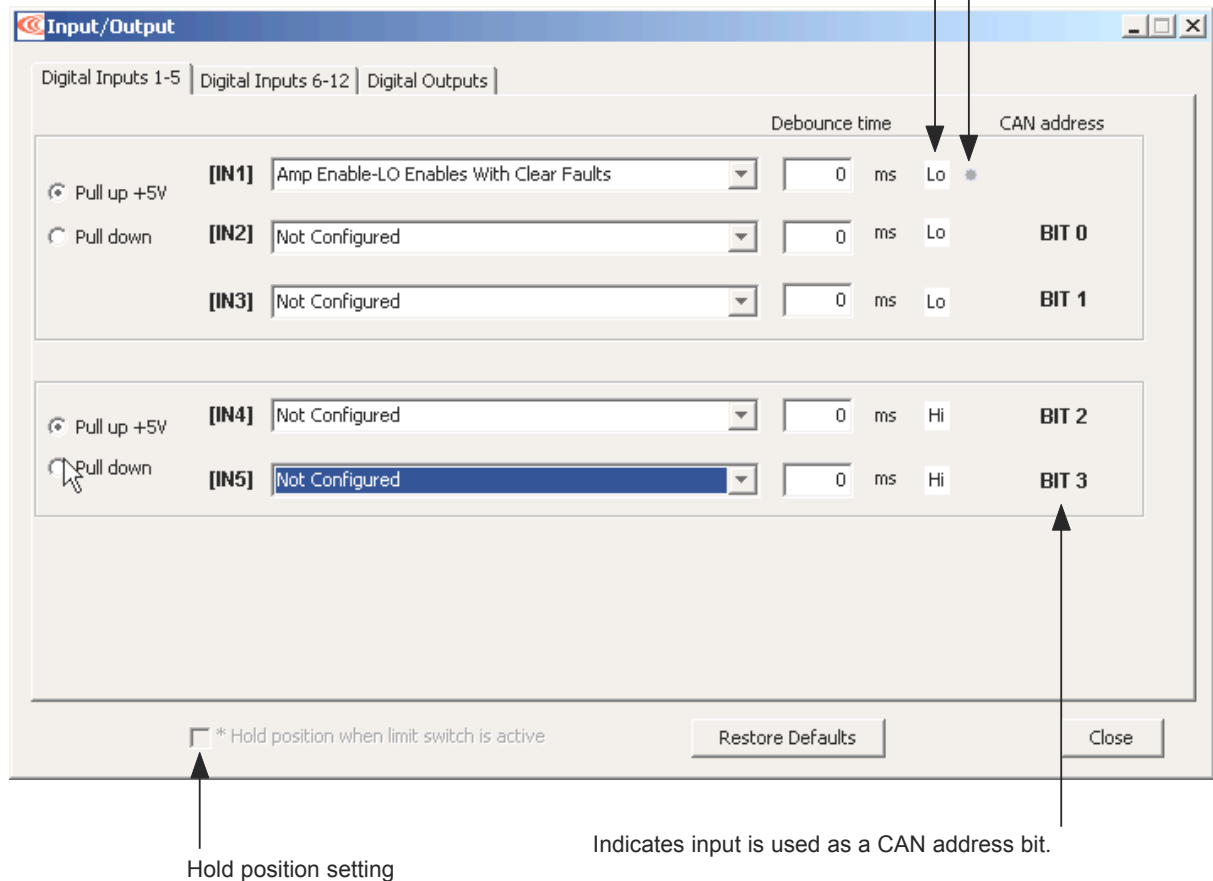 Input/Output
Digital Inputs 1-5 Digital Inputs 6-12 Digital Outputs
Debounce time CAN address
Pull up +5V [IN1] Amp Enable-LO Enables With Clear Faults 0 ms Lo
Pull down [IN2] Not Configured 0 ms Lo BIT 0
[IN3] Not Configured 0 ms Lo BIT 1
Pull up +5V [IN4] Not Configured 0 ms Hi BIT 2
Pull down [IN5] Not Configured 0 ms Hi BIT 3
* Hold position when limit switch is active Restore Defaults Close
Indicates input is used as a CAN address bit.
Hold position setting